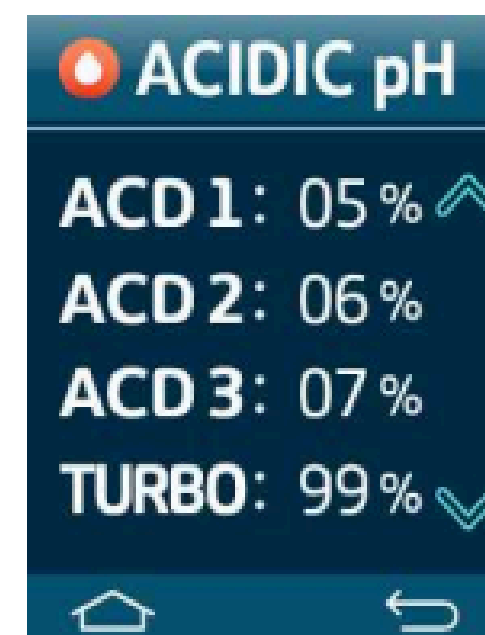 ACIDIC pH
ACD 1: 05%
ACD 2: 06%
ACD 3: 07%
TURBO: 99%